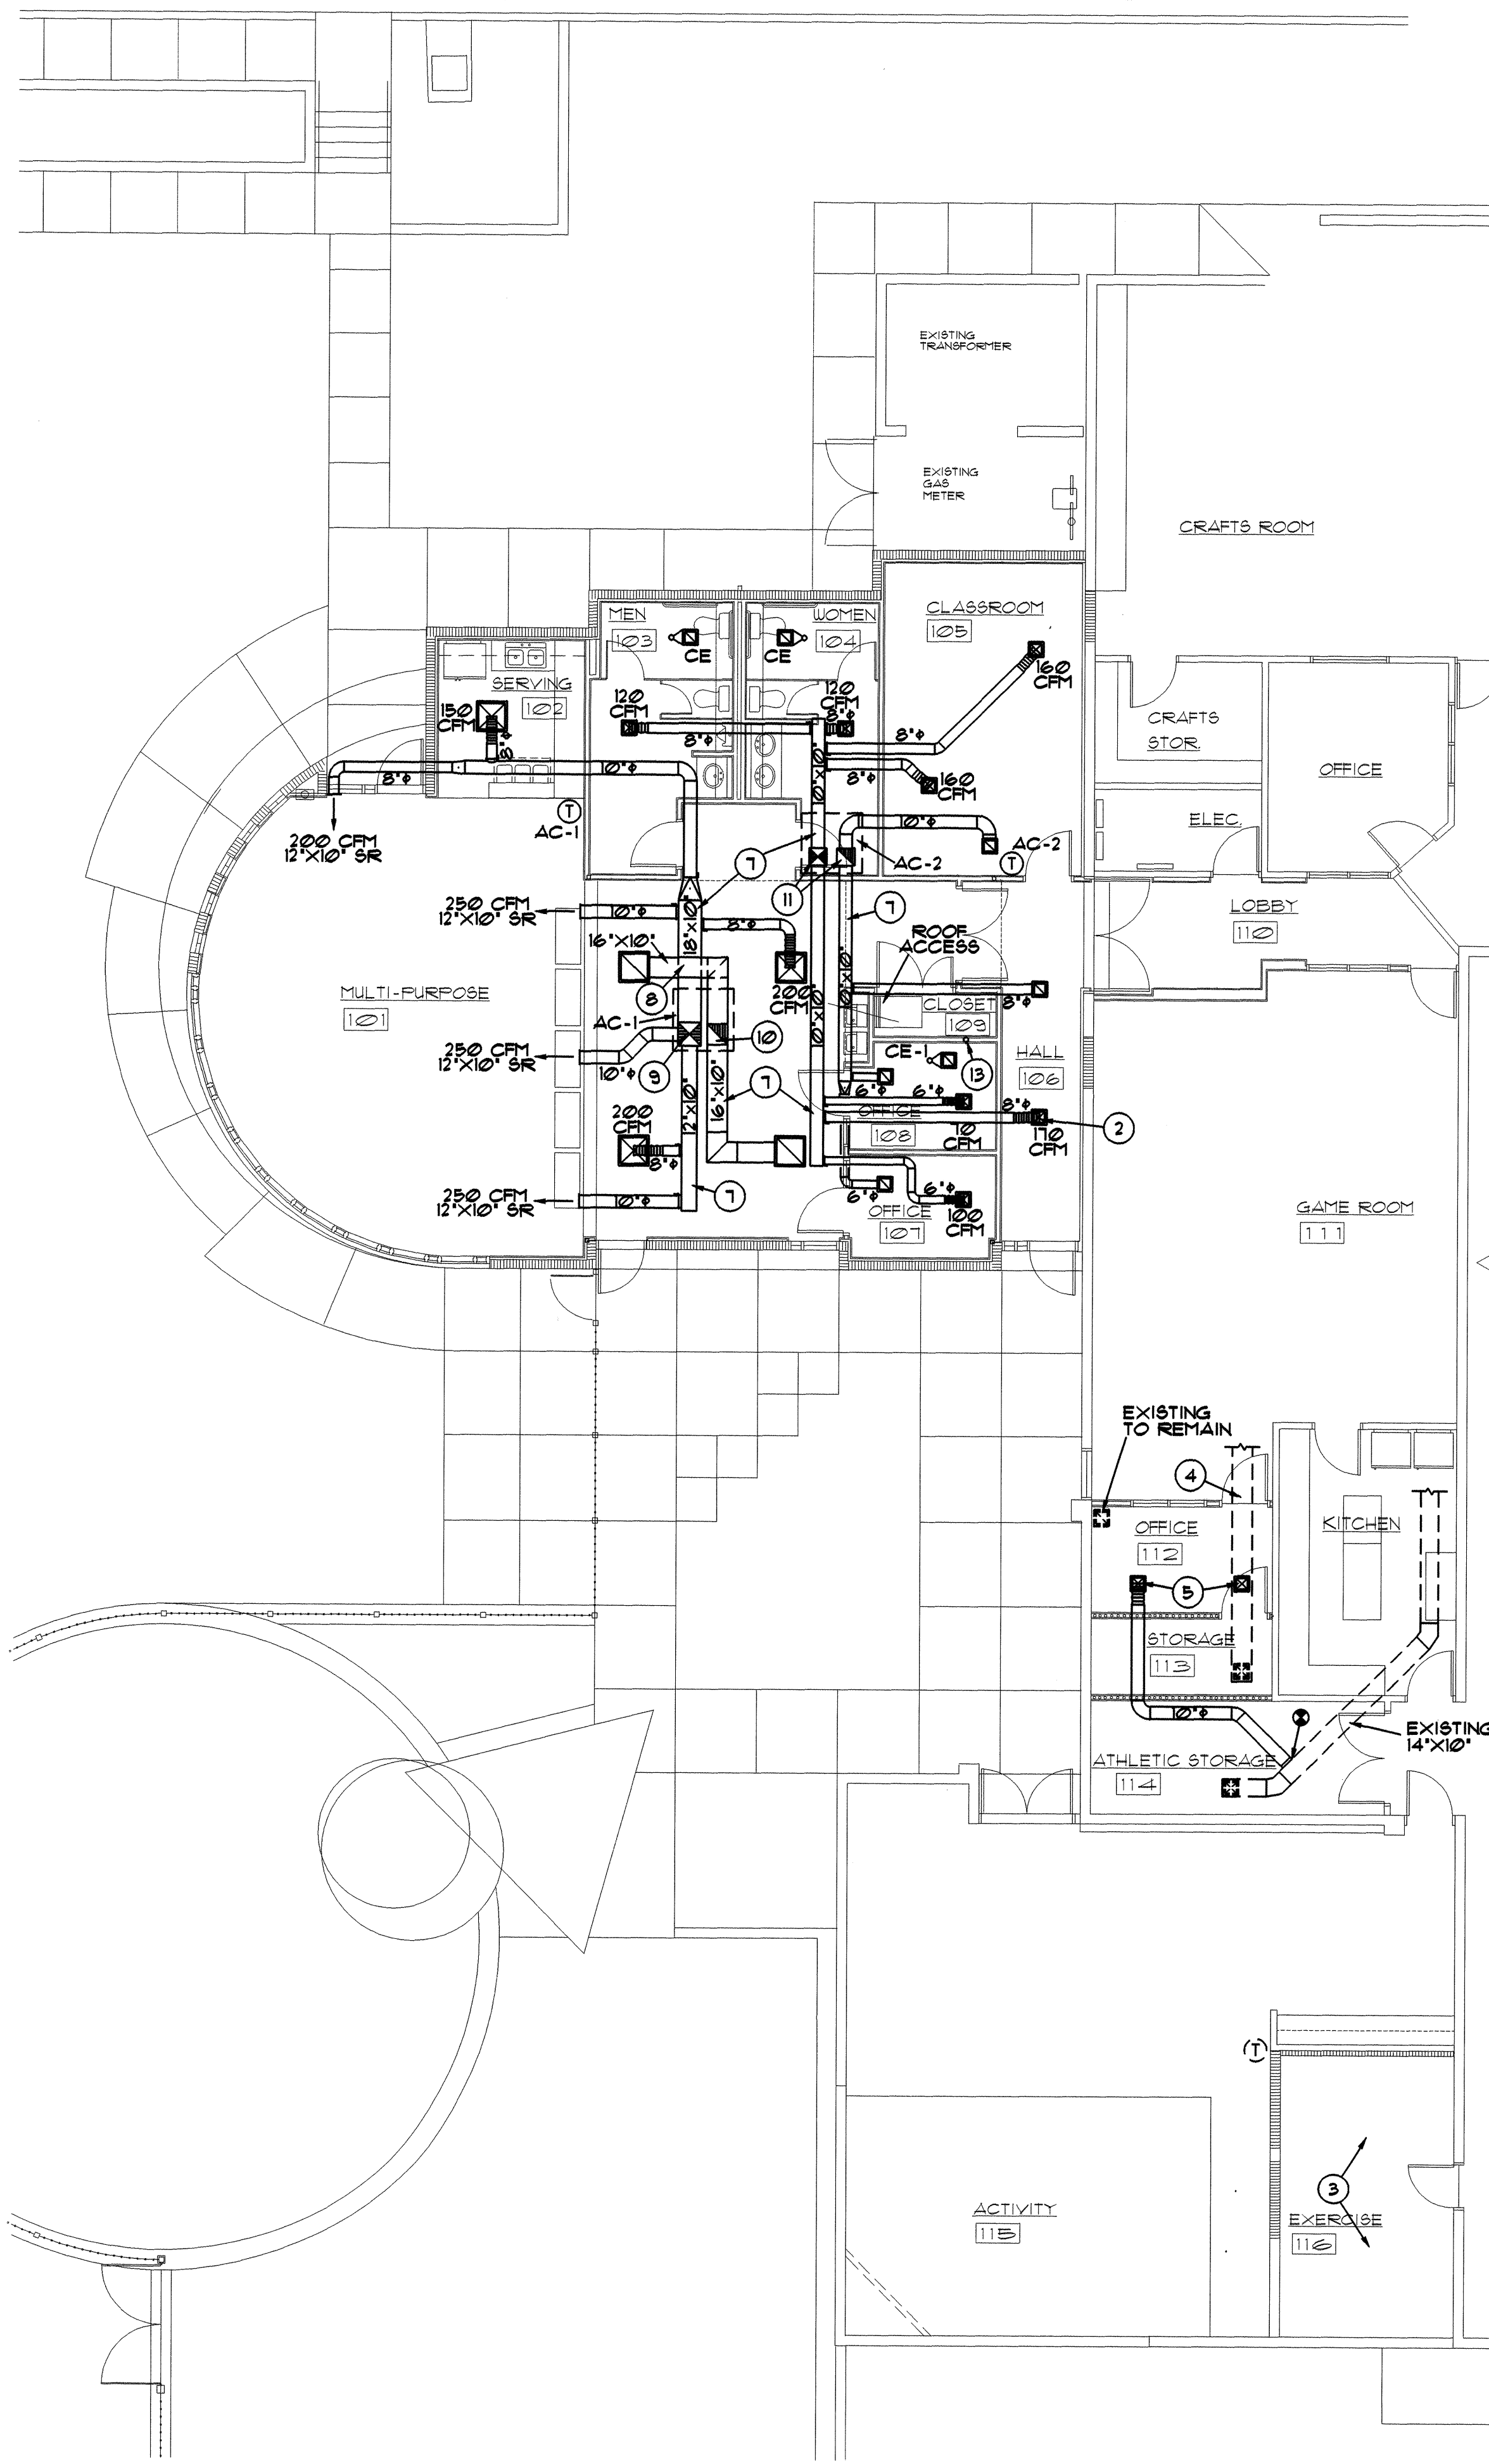 EXISTING
TRANSFORMER
EXISTING
GAS
METER
CRAFTS ROOM
MEN
103
WOMEN
104
CLASSROOM
105
CE
CE
160
CFM
SERVING
102
150
CFM
8"φ
120
CFM
8"φ
120
CFM
8"φ
8"φ
8"φ
160
CFM
CRAFTS
STOR.
OFFICE
ELEC.
8"φ
10"φ
T
AC-1
200 CFM
12"X10" SR
10"φ
AC-2
AC-2
T
7
11
7
250 CFM
12"X10" SR
10"φ
18"X10"
8"φ
16"X10"
8
200
CFM
ROOF
ACCESS
LOBBY
110
10X10
10X10
10X10
8"φ
CLOSET
109
MULTI-PURPOSE
101
AC-1
10
9
250 CFM
12"X10" SR
10"φ
CE-1
13
HALL
106
7
16"X10"
12"X10"
6"φ
6"φ
8"φ
OFFICE
108
70
CFM
170
CFM
2
200
CFM
8"φ
250 CFM
12"X10" SR
10"φ
7
6"φ
6"φ
OFFICE
107
100
CFM
GAME ROOM
111
EXISTING
TO REMAIN
4
OFFICE
112
KITCHEN
5
STORAGE
113
10"φ
EXISTING
14"X10"
ATHLETIC STORAGE
114
T
3
ACTIVITY
115
EXERCISE
116